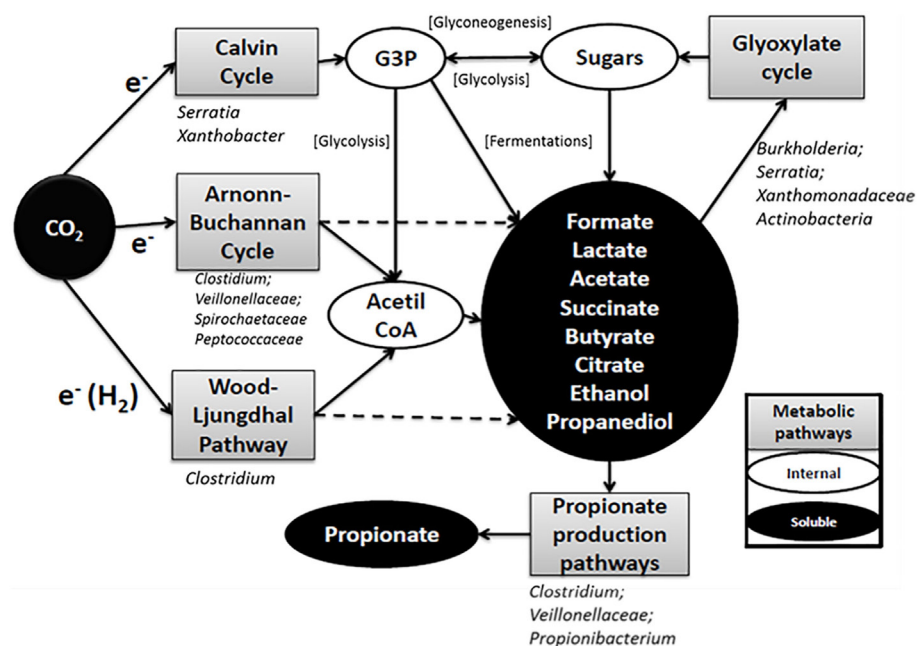 [Glyconeogenesis]
Calvin
Cycle
G3P
Sugars
Glyoxylate
cycle
e-
[Glycolysis]
Serratia
Xanthobacter
[Glycolysis]
[Fermentations]
Burkholderia;
Serratia;
Xanthomonadaceae
Actinobacteria
CO2
e-
Arnonn-
Buchannan
Cycle
Clostidium;
Veillonellaceae;
Spirochaetaceae
Peptococcaceae
Formate
Lactate
Acetate
Succinate
Butyrate
Citrate
Ethanol
Propanediol
Acetil
CoA
e- (H2)
Wood-
Ljungdhal
Pathway
Clostridium
Metabolic
pathways
Internal
Soluble
Propionate
Propionate
production
pathways
Clostridium;
Veillonellaceae;
Propionibacterium